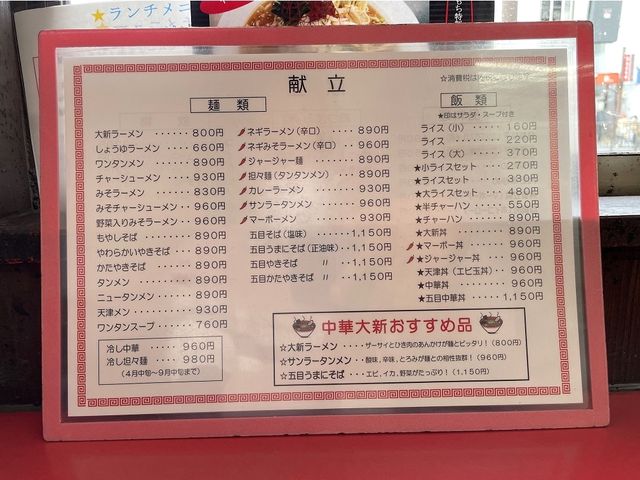 ★ランチメニ
献 立
☆消費税は
麺 類
大新ラーメン ······ 800円
しょうゆラーメン ····· 660円
ワンタンメン ······ 890円
チャーシューメン ····· 930円
みそラーメン ······ 830円
みそチャーシューメン ·· 960円
野菜入りみそラーメン ·· 960円
もやしそば ······ 890円
やわらかいやきそば ··· 890円
かたやきそば ····· 890円
タンメン ······· 890円
ニュータンメン ···· 890円
天津メン ······· 930円
ワンタンスープ ···· 760円
冷し中華 ····· 960円
冷し坦々麺 ···· 980円
(4月中旬〜9月中旬まで)
ネギラーメン(辛口) ···· 890円
ネギみそラーメン(辛口) ·· 960円
ジャージャー麺 ····· 930円
担々麺(タンタンメン) ··· 890円
カレーラーメン ····· 930円
サンラータンメン ···· 960円
マーボーメン ······ 930円
五目そば(塩味) ····· 1,150円
五目うまにそば(正油味) ·· 1,150円
五目やきそば 〃 ··· 1,150円
五目かたやきそば 〃 ··· 1,150円
飯 類
★印はサラダ・スープ付き
ライス(小) ······ 160円
ライス ······· 220円
ライス(大) ······ 370円
★小ライスセット ···· 270円
★ライスセット ····· 330円
★大ライスセット ···· 480円
★半チャーハン ····· 550円
★チャーハン ······ 890円
★大新丼 ······· 890円
★マーボー丼 ······ 960円
★ジャージャー丼 ···· 960円
★天津丼(エビ玉丼) ·· 960円
★中華丼 ······· 960円
★五目中華丼 ····· 1,150円
中華大新おすすめ品
☆大新ラーメン ····· サーサイとひき肉のあんかけが麺とピッタリ!(800円)
☆サンラータンメン ·· 酸味、辛味、とろみが麺との相性抜群!(960円)
☆五目うまにそば ···· エビ、イカ、野菜がたっぷり!(1,150円)